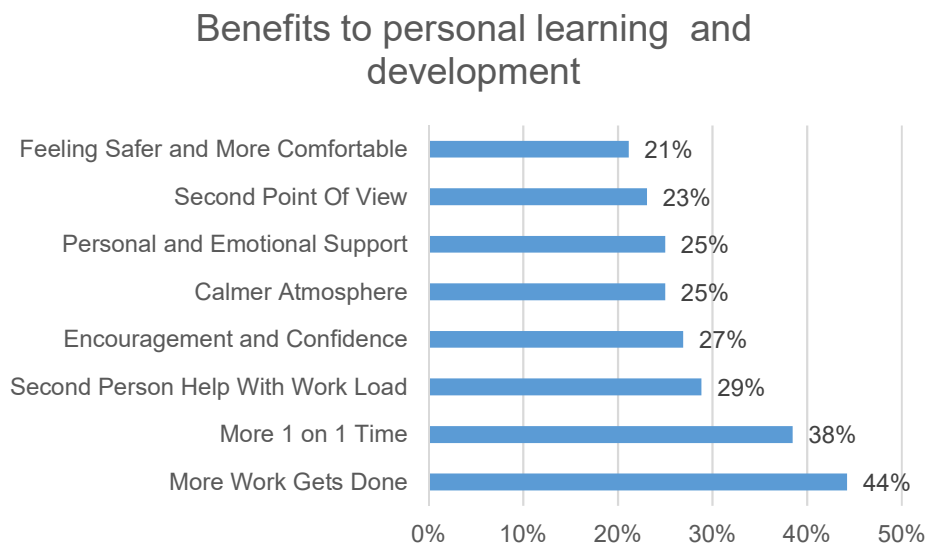 Benefits to personal learning  and
development
Feeling Safer and More Comfortable 21%
Second Point Of View 23%
Personal and Emotional Support 25%
Calmer Atmosphere 25%
Encouragement and Confidence 27%
Second Person Help With Work Load 29%
More 1 on 1 Time 38%
More Work Gets Done 44%
0% 10% 20% 30% 40% 50%